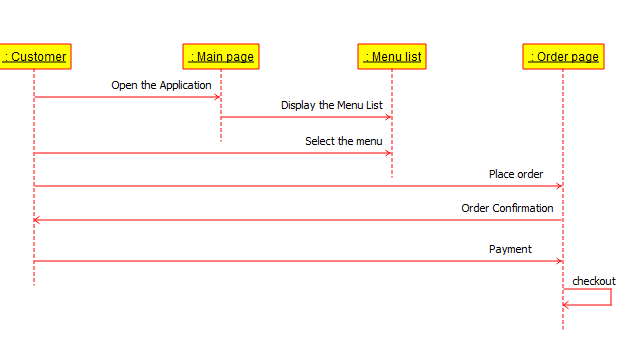 : Customer
: Main page
: Menu list
: Order page
Open the Application
Display the Menu List
Select the menu
Place order
Order Confirmation
Payment
checkout